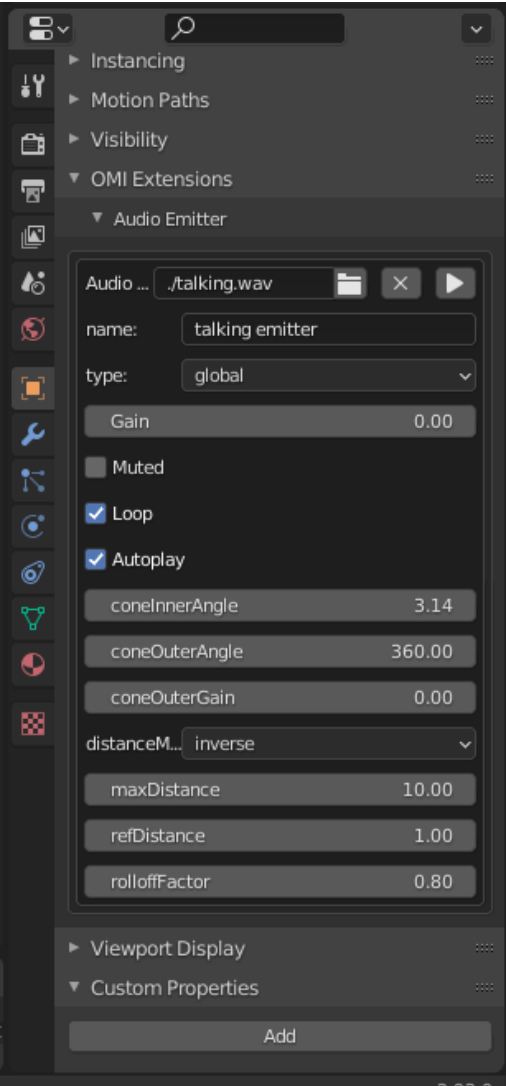 Instancing
Motion Paths
Visibility
OMI Extensions
Audio Emitter
Audio ... ./talking.wav
name: talking emitter
type: global
Gain 0.00
Muted
Loop
Autoplay
coneInnerAngle 3.14
coneOuterAngle 360.00
coneOuterGain 0.00
distanceM... inverse
maxDistance 10.00
refDistance 1.00
rolloffFactor 0.80
Viewport Display
Custom Properties
Add